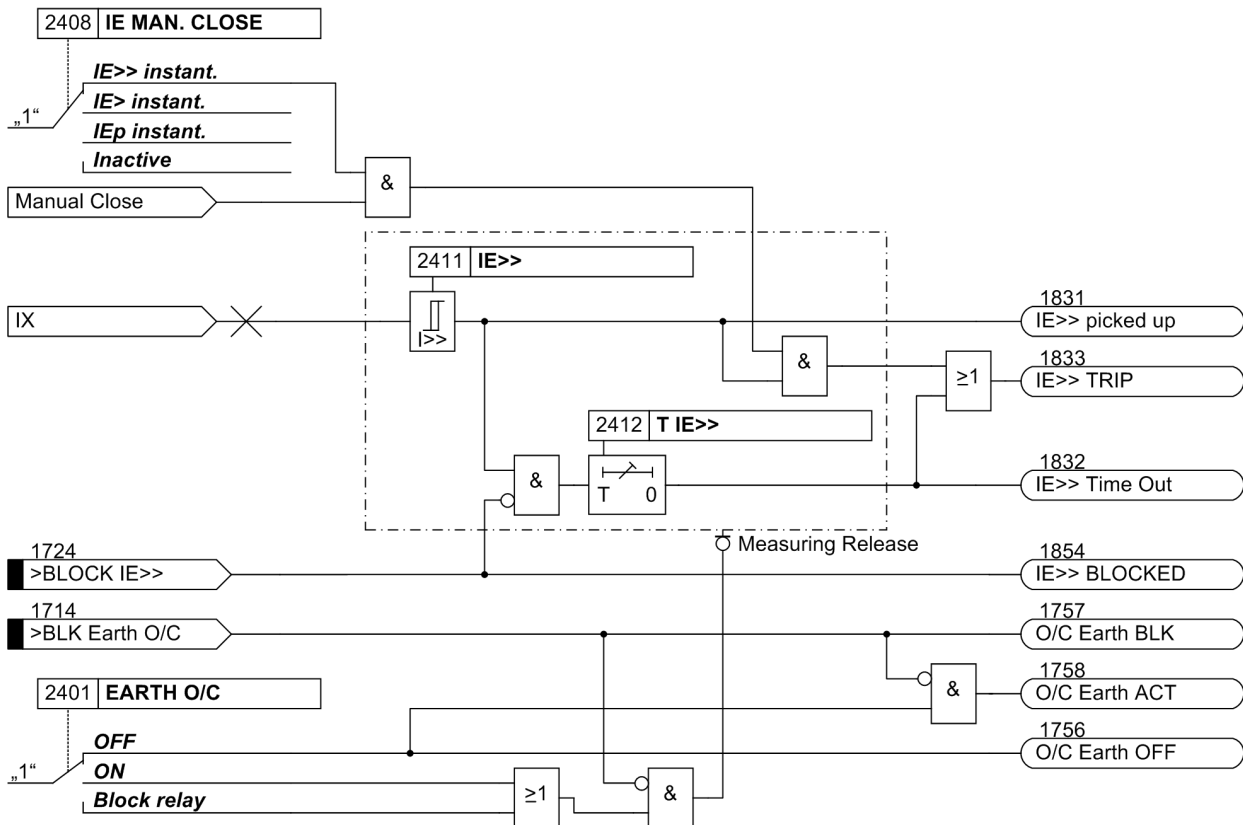 2408 IE MAN. CLOSE
IE>> instant.
IE> instant.
„1“
IEp instant.
Inactive
Manual Close
&
2411 IE>>
IX
I>>
1831
IE>> picked up
&
≥1
1833
IE>> TRIP
2412 T IE>>
&
T 0
1832
IE>> Time Out
Measuring Release
1724
>BLOCK IE>>
1854
IE>> BLOCKED
1714
>BLK Earth O/C
1757
O/C Earth BLK
2401 EARTH O/C
&
1758
O/C Earth ACT
OFF
1756
O/C Earth OFF
„1“
ON
Block relay
≥1
&